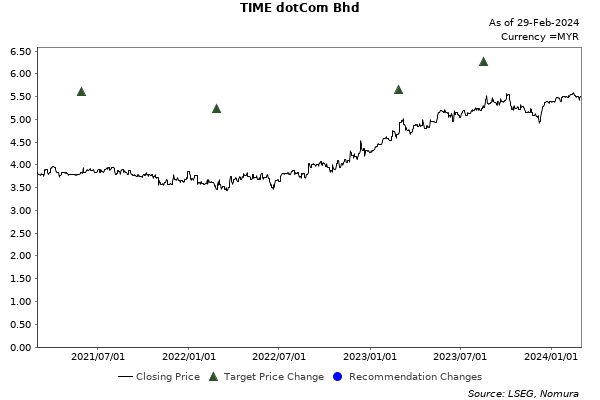 TIME dotCom Bhd
As of 29-Feb-2024
Currency =MYR
6.50
6.00
5.50
5.00
4.50
4.00
3.50
3.00
2.50
2.00
1.50
1.00
0.50
0.00
2021/07/01 2022/01/01 2022/07/01 2023/01/01 2023/07/01 2024/01/01
Closing Price Target Price Change Recommendation Changes
Source: LSEG, Nomura